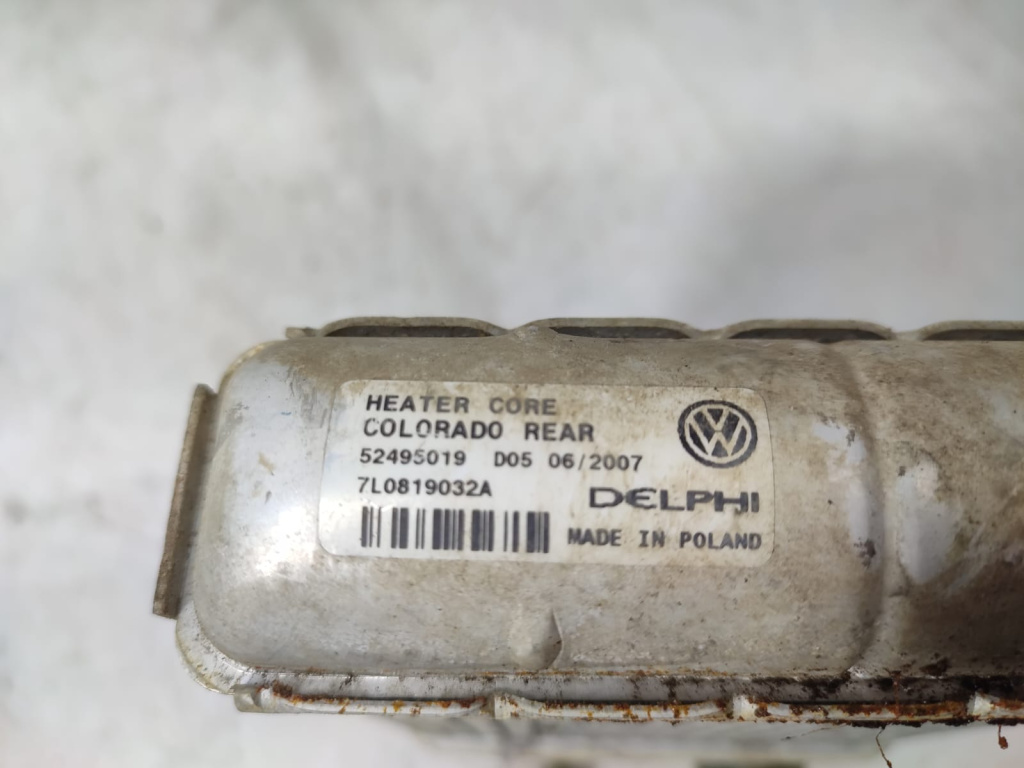 HEATER CORE
COLORADO REAR
52495019 D05 06/2007
7L0819032A
DELPHI
MADE IN POLAND